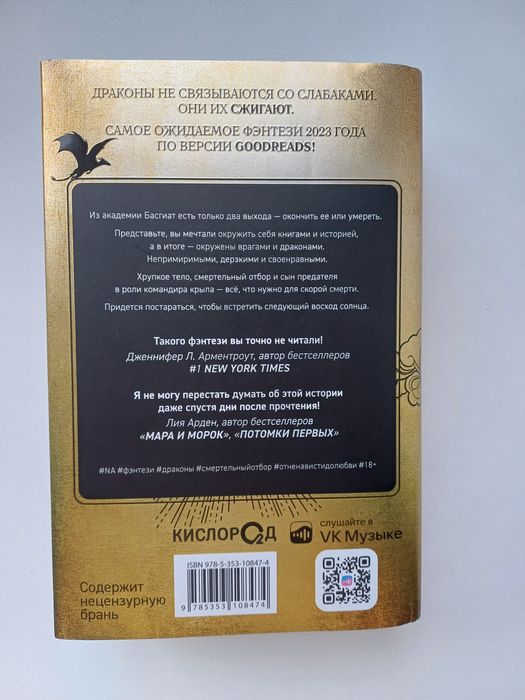 ДРАКОНЫ НЕ СВЯЗЫВАЮТСЯ СО СЛАБАКАМИ.
ОНИ ИХ СЖИГАЮТ.
САМОЕ ОЖИДАЕМОЕ ФЭНТЕЗИ 2023 ГОДА
ПО ВЕРСИИ GOODREADS!
Из академии Басгиат есть только два выхода — окончить ее или умереть.
Представьте, вы мечтали окружить себя книгами и историей,
а в итоге — окружены врагами и драконами.
Непримиримыми, дерзкими и своенравными.
Хрупкое тело, смертельный отбор и сын предателя
в роли командира крыла — всё, что нужно для скорой смерти.
Придется постараться, чтобы встретить следующий восход солнца.
Такого фэнтези вы точно не читали!
Дженнифер Л. Арментроут, автор бестселлеров
#1 NEW YORK TIMES
Я не могу перестать думать об этой истории
даже спустя дни после прочтения!
Лия Арден, автор бестселлеров
«МАРА И МОРОК», «ПОТОМКИ ПЕРВЫХ»
#NA #фэнтези #драконы #смертельныйотбор #отненавистидолюбви #18+
КИСЛОРОД
2
слушайте в
VK Музыке
ISBN 978-5-353-10847-4
9 785353 108474
Содержит
нецензурную
брань